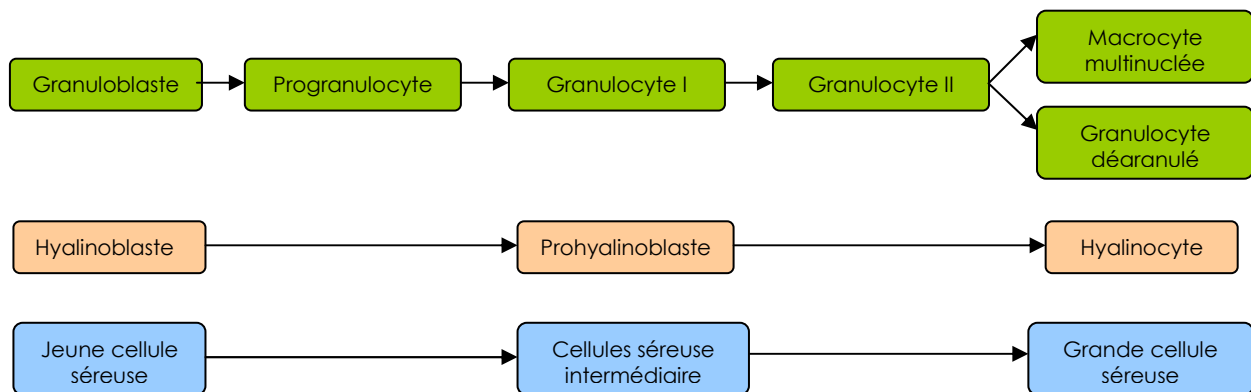 Granuloblaste
Progranulocyte
Granulocyte I
Granulocyte II
Macrocyte
multinuclée
Granulocyte
déaranulé
Hyalinoblaste
Prohyalinoblaste
Hyalinocyte
Jeune cellule
séreuse
Cellules séreuse
intermédiaire
Grande cellule
séreuse